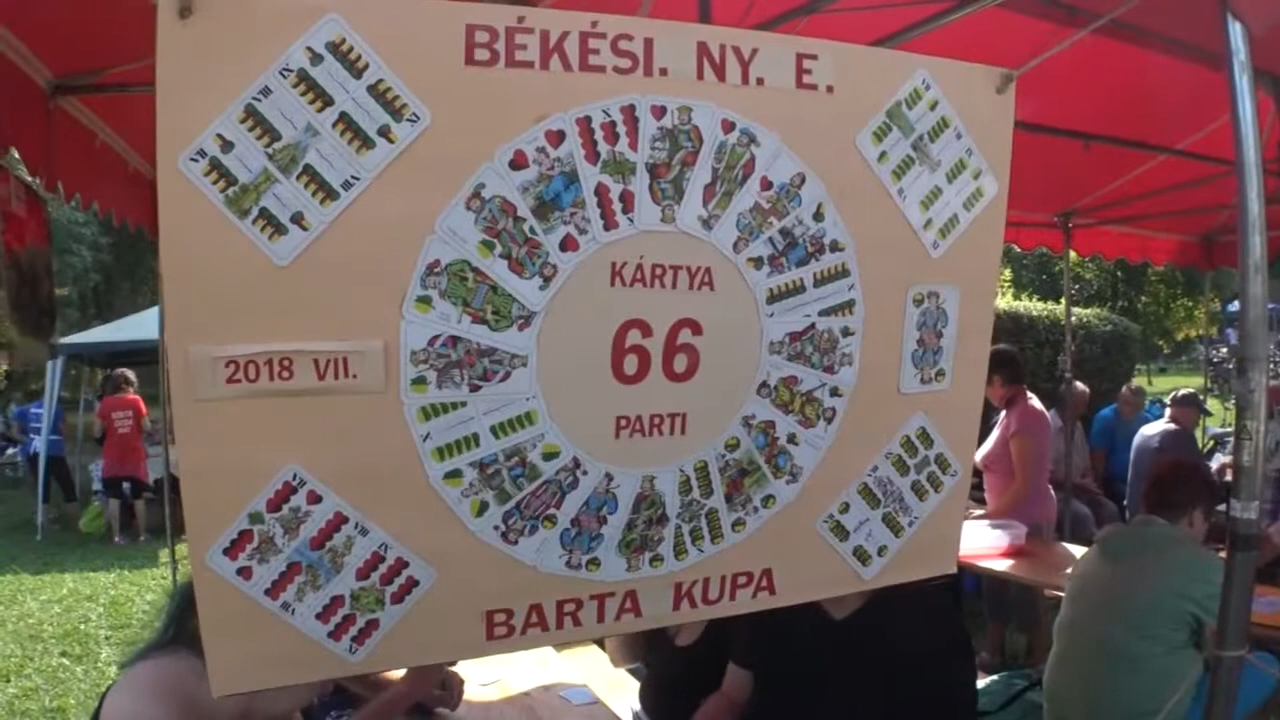 BÉKÉSI. NY. E.
KÁRTYA
66
PARTI
2018 VII.
BARTA KUPA